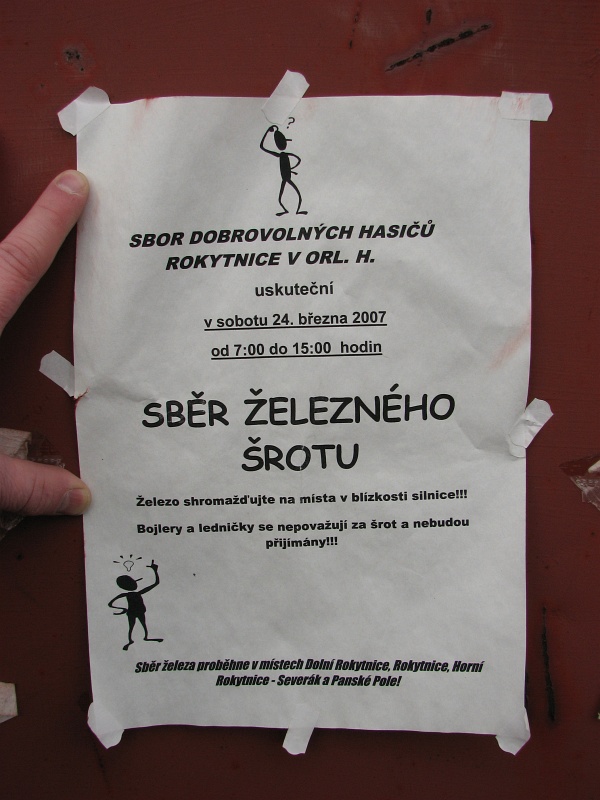 ?
SBOR DOBROVOLNÝCH HASIČŮ
ROKYTNICE V ORL. H.
uskuteční
v sobotu 24. března 2007
od 7:00 do 15:00 hodin
SBĚR ŽELEZNÉHO
ŠROTU
Železo shromažďujte na místa v blízkosti silnice!!!
Bojlery a ledničky se nepovažují za šrot a nebudou
přijímány!!!
Sběr železa proběhne v místech Dolní Rokytnice, Rokytnice, Horní
Rokytnice - Severák a Panské Pole!